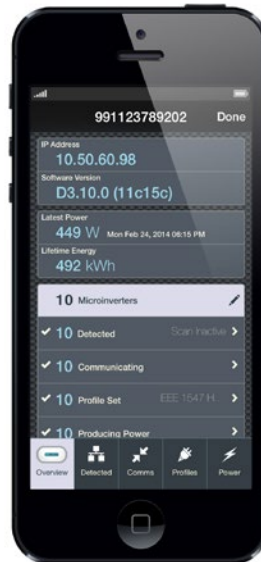 991123789202 Done
IP Address
10.50.60.98
Software Version
D3.10.0 (11c15c)
Latest Power
449 W Mon Feb 24, 2014 06:15 PM
Lifetime Energy
492 kWh
10 Microinverters
10 Detected Scan Inactive
10 Communicating
10 Profile Set EEE 1547 H...
10 Producing Power
Overview Detected Comms Profiles Power